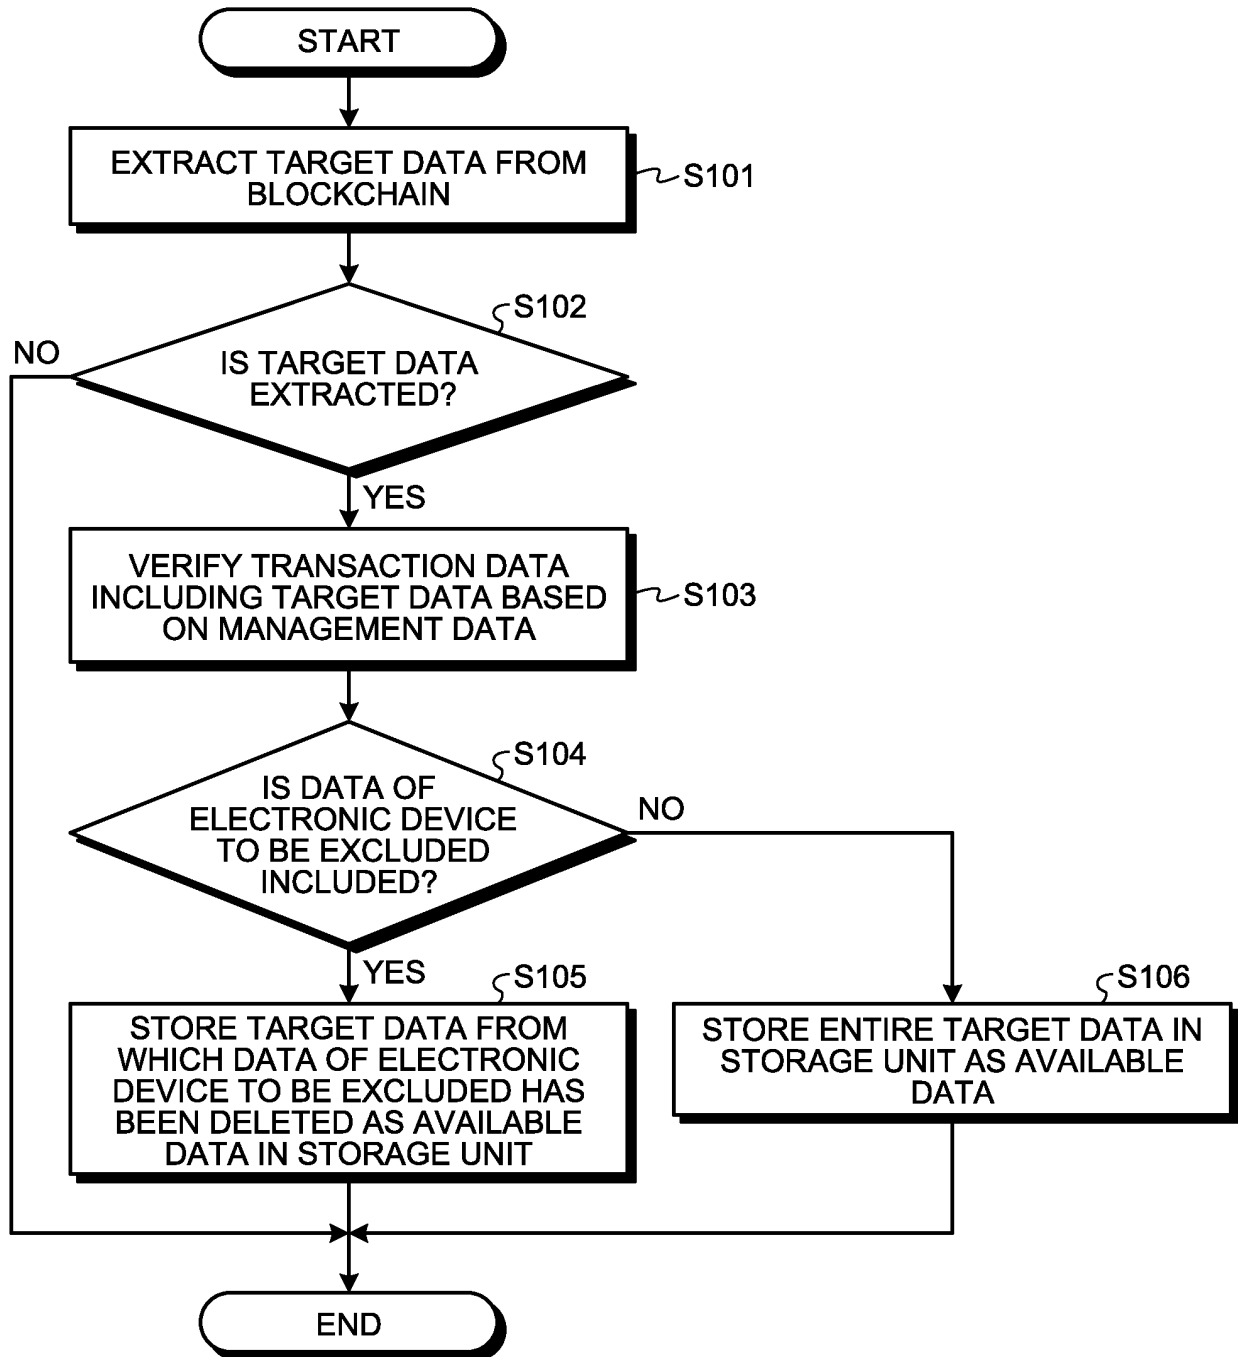 START
EXTRACT TARGET DATA FROM
BLOCKCHAIN
S101
S102
NO
IS TARGET DATA
EXTRACTED?
YES
VERIFY TRANSACTION DATA
INCLUDING TARGET DATA BASED
ON MANAGEMENT DATA
S103
S104
IS DATA OF
ELECTRONIC DEVICE
TO BE EXCLUDED
INCLUDED?
NO
YES
S105
STORE TARGET DATA FROM
WHICH DATA OF ELECTRONIC
DEVICE TO BE EXCLUDED HAS
BEEN DELETED AS AVAILABLE
DATA IN STORAGE UNIT
S106
STORE ENTIRE TARGET DATA IN
STORAGE UNIT AS AVAILABLE
DATA
END